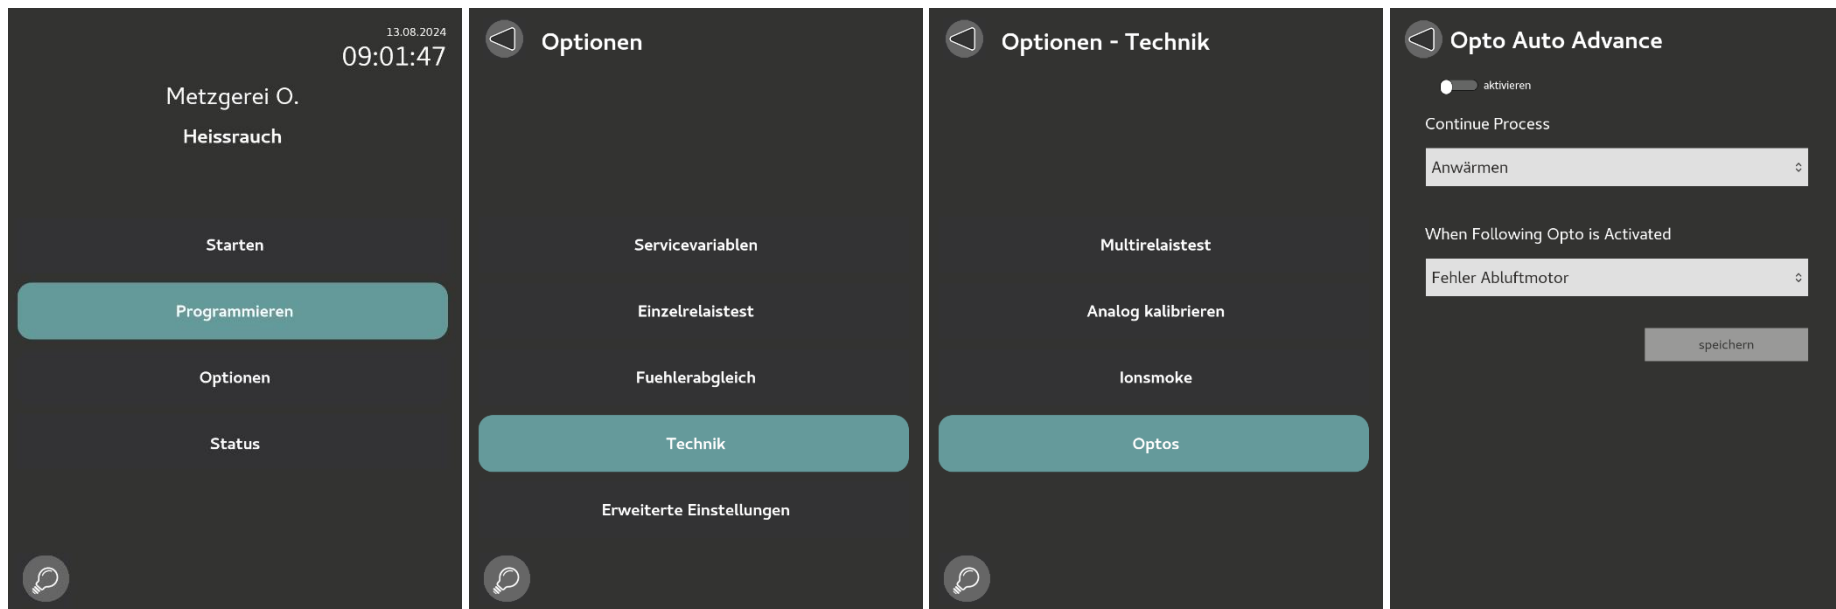 13.08.2024
09:01:47
Metzgerei O.
Heissrauch
Starten
Programmieren
Optionen
Status
Optionen
Servicevariablen
Einzelrelaistest
Fuehlerabgleich
Technik
Erweiterte Einstellungen
Optionen - Technik
Multirelaistest
Analog kalibrieren
Ionsmoke
Optos
Opto Auto Advance
aktivieren
Continue Process
Anwärmen
When Following Opto is Activated
Fehler Abluftmotor
speichern